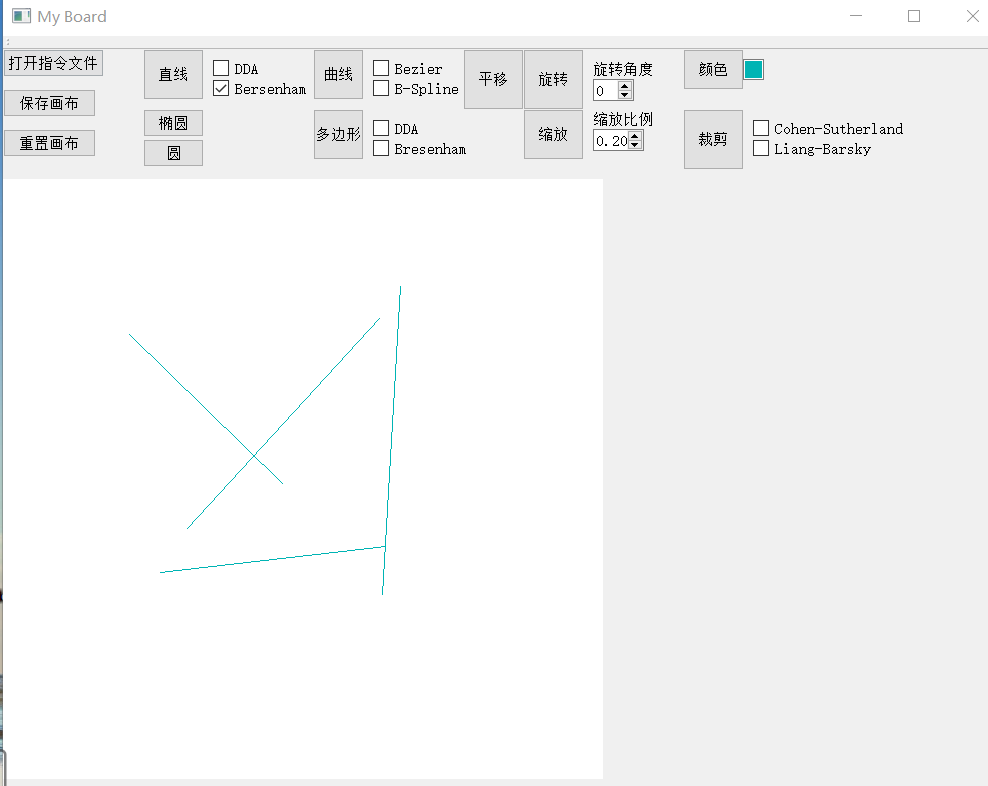 My Board
打开指令文件
保存画布
重置画布
直线
DDA
Bersenham
椭圆
圆
曲线
Bezier
B-Spline
多边形
DDA
Bresenham
平移
旋转
旋转角度
0
缩放
缩放比例
0.20
颜色
裁剪
Cohen-Sutherland
Liang-Barsky